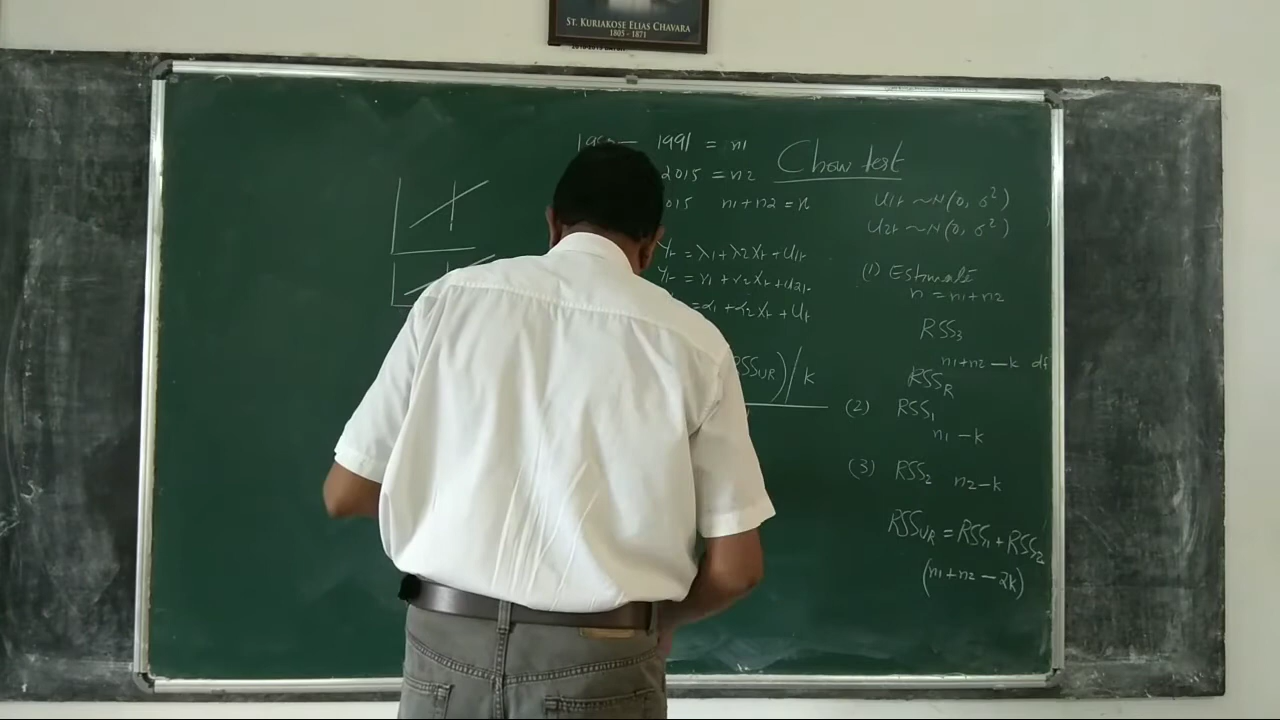 ST. KURIAKOSE ELIAS CHAVARA
1805 - 1871
1991 = n1
Chow test
2015 = n2
2015 n1+n2 = n
U1t ~ N(0, σ²)
U2t ~ N(0, σ²)
Yt = λ1 + λ2Xt + U1t
Yt = γ1 + γ2Xt + U2t
= α1 + α2Xt + Ut
RSSUR) / k
(1) Estimate
n = n1+n2
RSS3
n1+n2 - k df
RSSR
(2) RSS1
n1 - k
(3) RSS2 n2-k
RSSUR = RSS1 + RSS2
(n1+n2 - 2k)